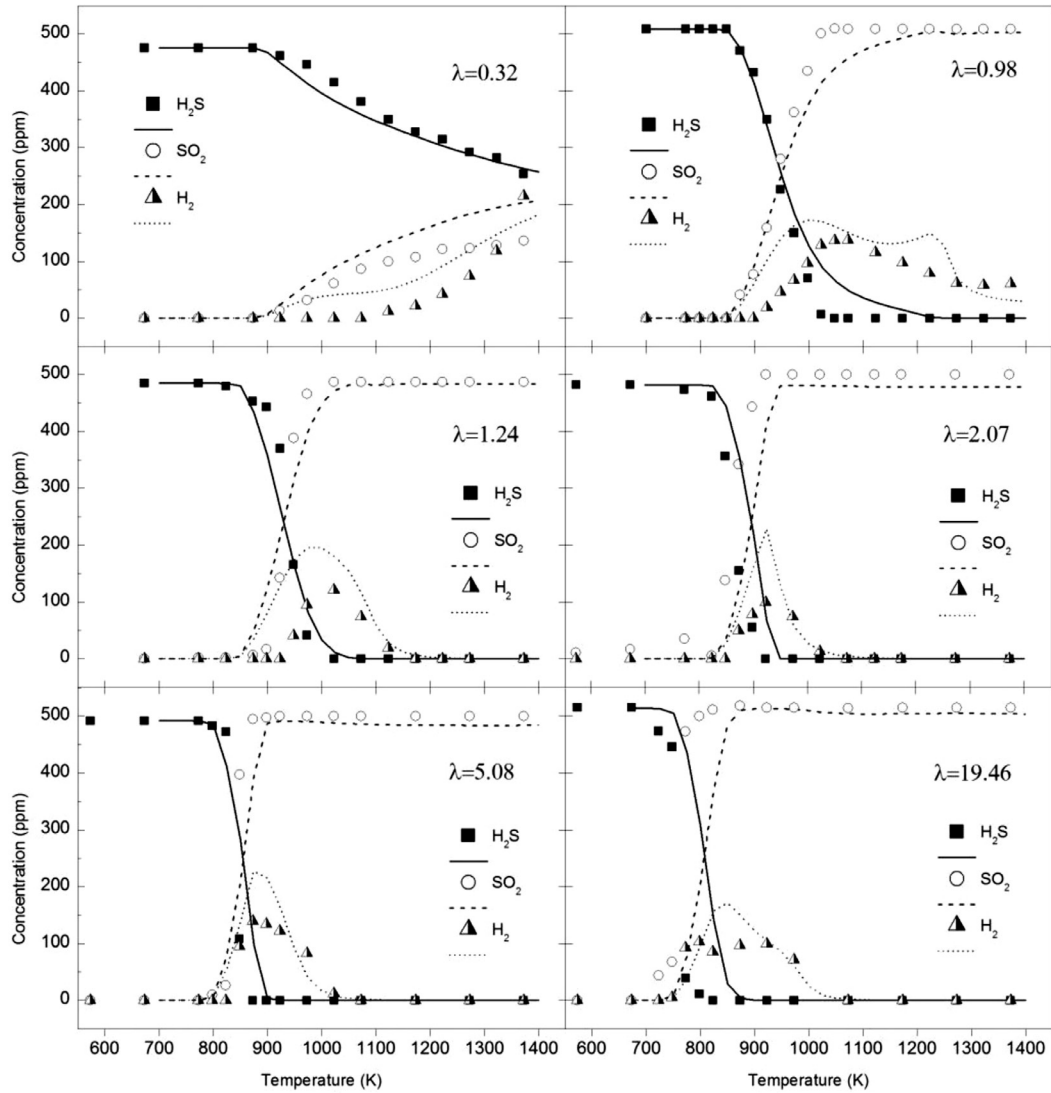 500
400
300
200
100
0
Concentration (ppm)
λ=0.32
H₂S
SO₂
H₂
λ=0.98
H₂S
SO₂
H₂
500
400
300
200
100
0
Concentration (ppm)
λ=1.24
H₂S
SO₂
H₂
λ=2.07
H₂S
SO₂
H₂
500
400
300
200
100
0
Concentration (ppm)
λ=5.08
H₂S
SO₂
H₂
λ=19.46
H₂S
SO₂
H₂
600 700 800 900 1000 1100 1200 1300 1400
Temperature (K)
600 700 800 900 1000 1100 1200 1300 1400
Temperature (K)